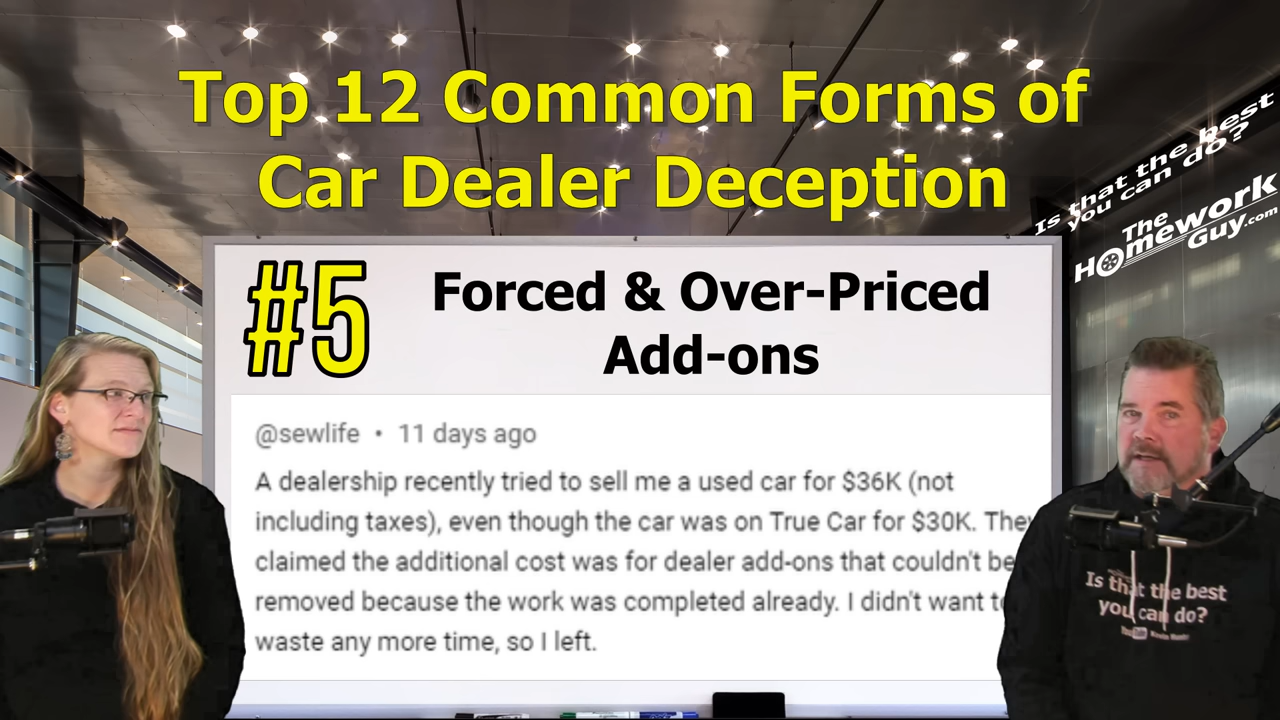 Top 12 Common Forms of
Car Dealer Deception
Is that the best
you can do?
The
Homework
Guy.com
#5
Forced & Over-Priced
Add-ons
@sewlife • 11 days ago
A dealership recently tried to sell me a used car for $36K (not
including taxes), even though the car was on True Car for $30K. They
claimed the additional cost was for dealer add-ons that couldn't be
removed because the work was completed already. I didn't want to
waste any more time, so I left.
Is that the best
you can do?